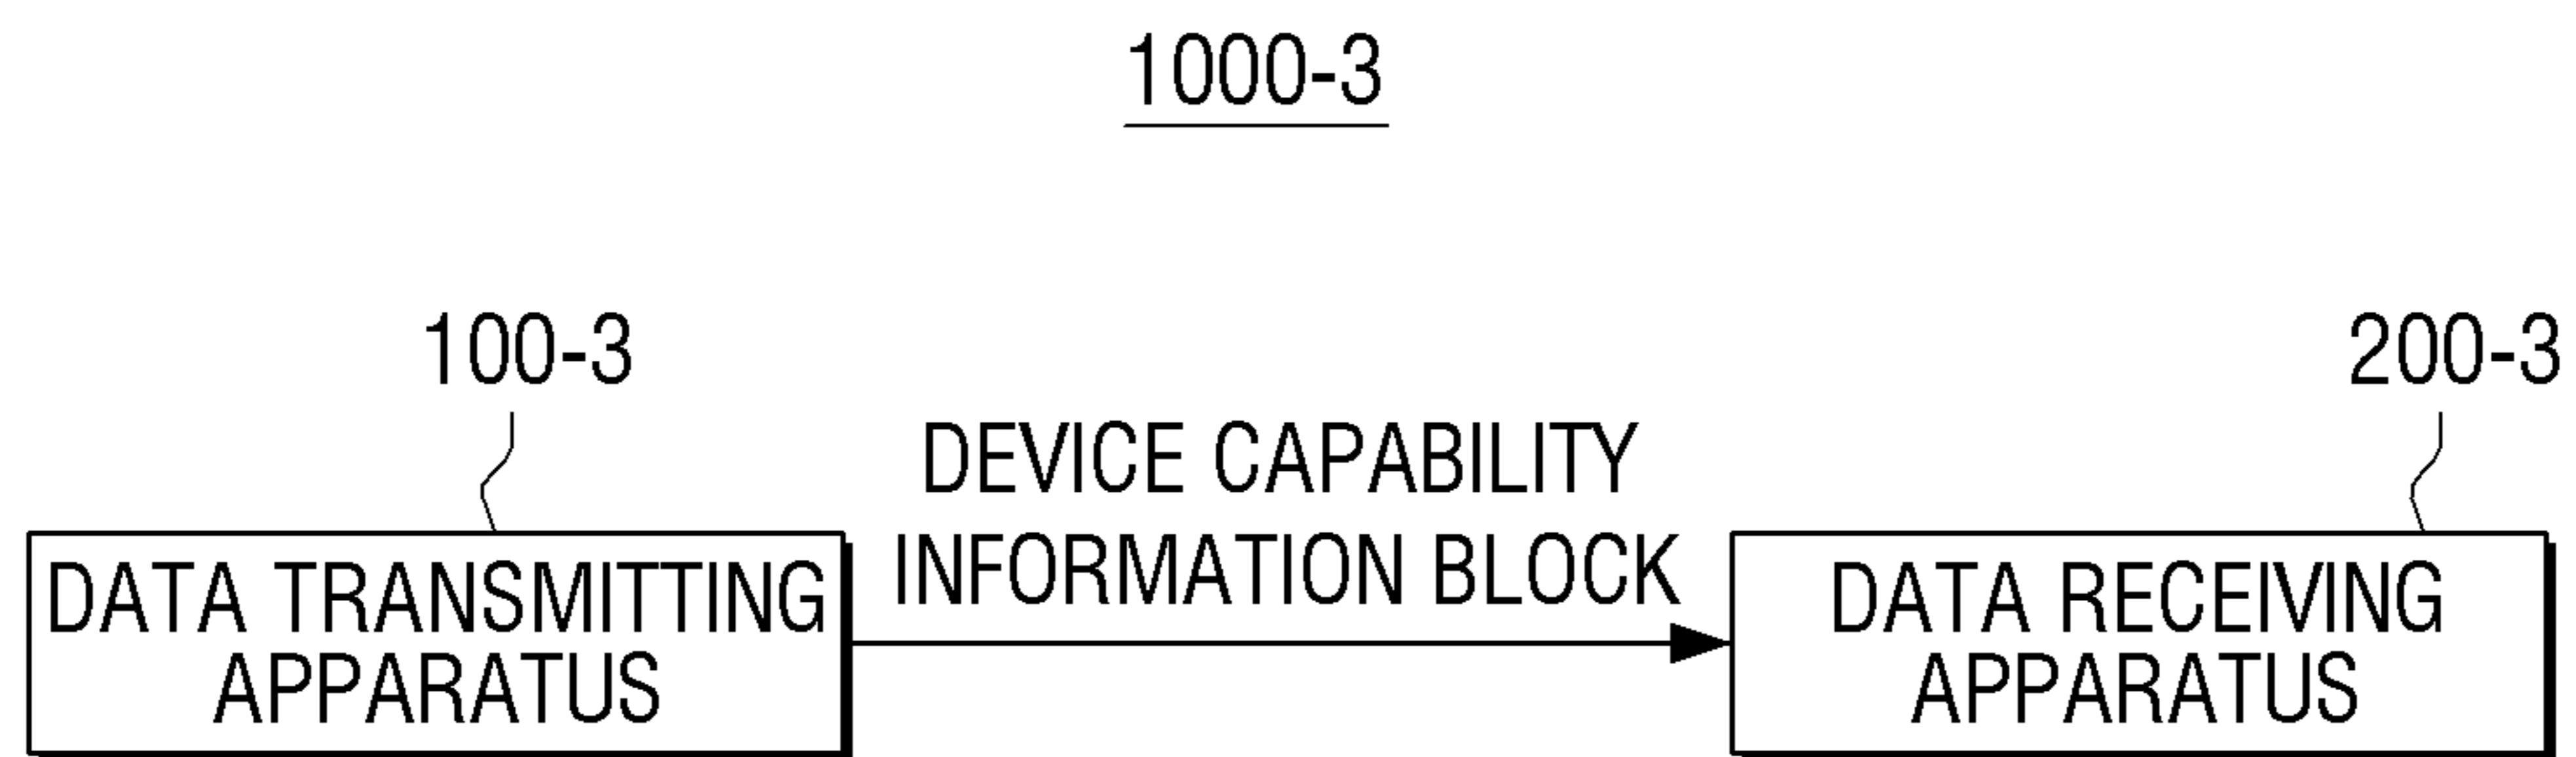 1000-3
100-3
200-3
DEVICE CAPABILITY
INFORMATION BLOCK
DATA TRANSMITTING
APPARATUS
DATA RECEIVING
APPARATUS